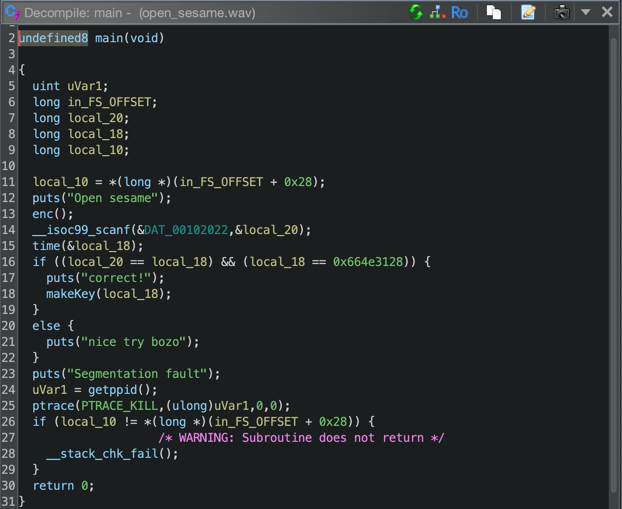 Decompile: main - (open_sesame.wav)
Ro
2 undefined8 main(void)
3
4 {
5 uint uVar1;
6 long in_FS_OFFSET;
7 long local_20;
8 long local_18;
9 long local_10;
10
11 local_10 = *(long *)(in_FS_OFFSET + 0x28);
12 puts("Open sesame");
13 enc();
14 __isoc99_scanf(&DAT_00102022,&local_20);
15 time(&local_18);
16 if ((local_20 == local_18) && (local_18 == 0x664e3128)) {
17 puts("correct!");
18 makeKey(local_18);
19 }
20 else {
21 puts("nice try bozo");
22 }
23 puts("Segmentation fault");
24 uVar1 = getppid();
25 ptrace(PTRACE_KILL,(ulong)uVar1,0,0);
26 if (local_10 != *(long *)(in_FS_OFFSET + 0x28)) {
27 /* WARNING: Subroutine does not return */
28 __stack_chk_fail();
29 }
30 return 0;
31 }